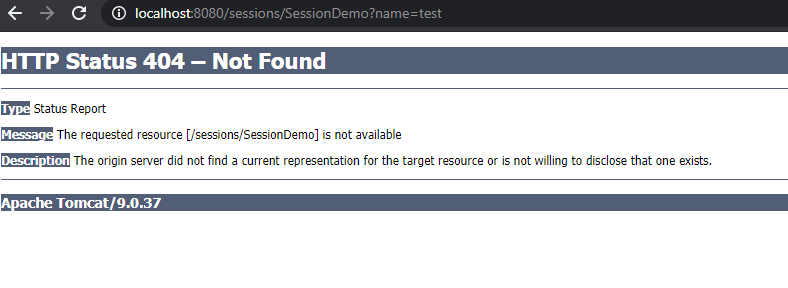 localhost:8080/sessions/SessionDemo?name=test
HTTP Status 404 – Not Found
Type Status Report
Message The requested resource [/sessions/SessionDemo] is not available
Description The origin server did not find a current representation for the target resource or is not willing to disclose that one exists.
Apache Tomcat/9.0.37